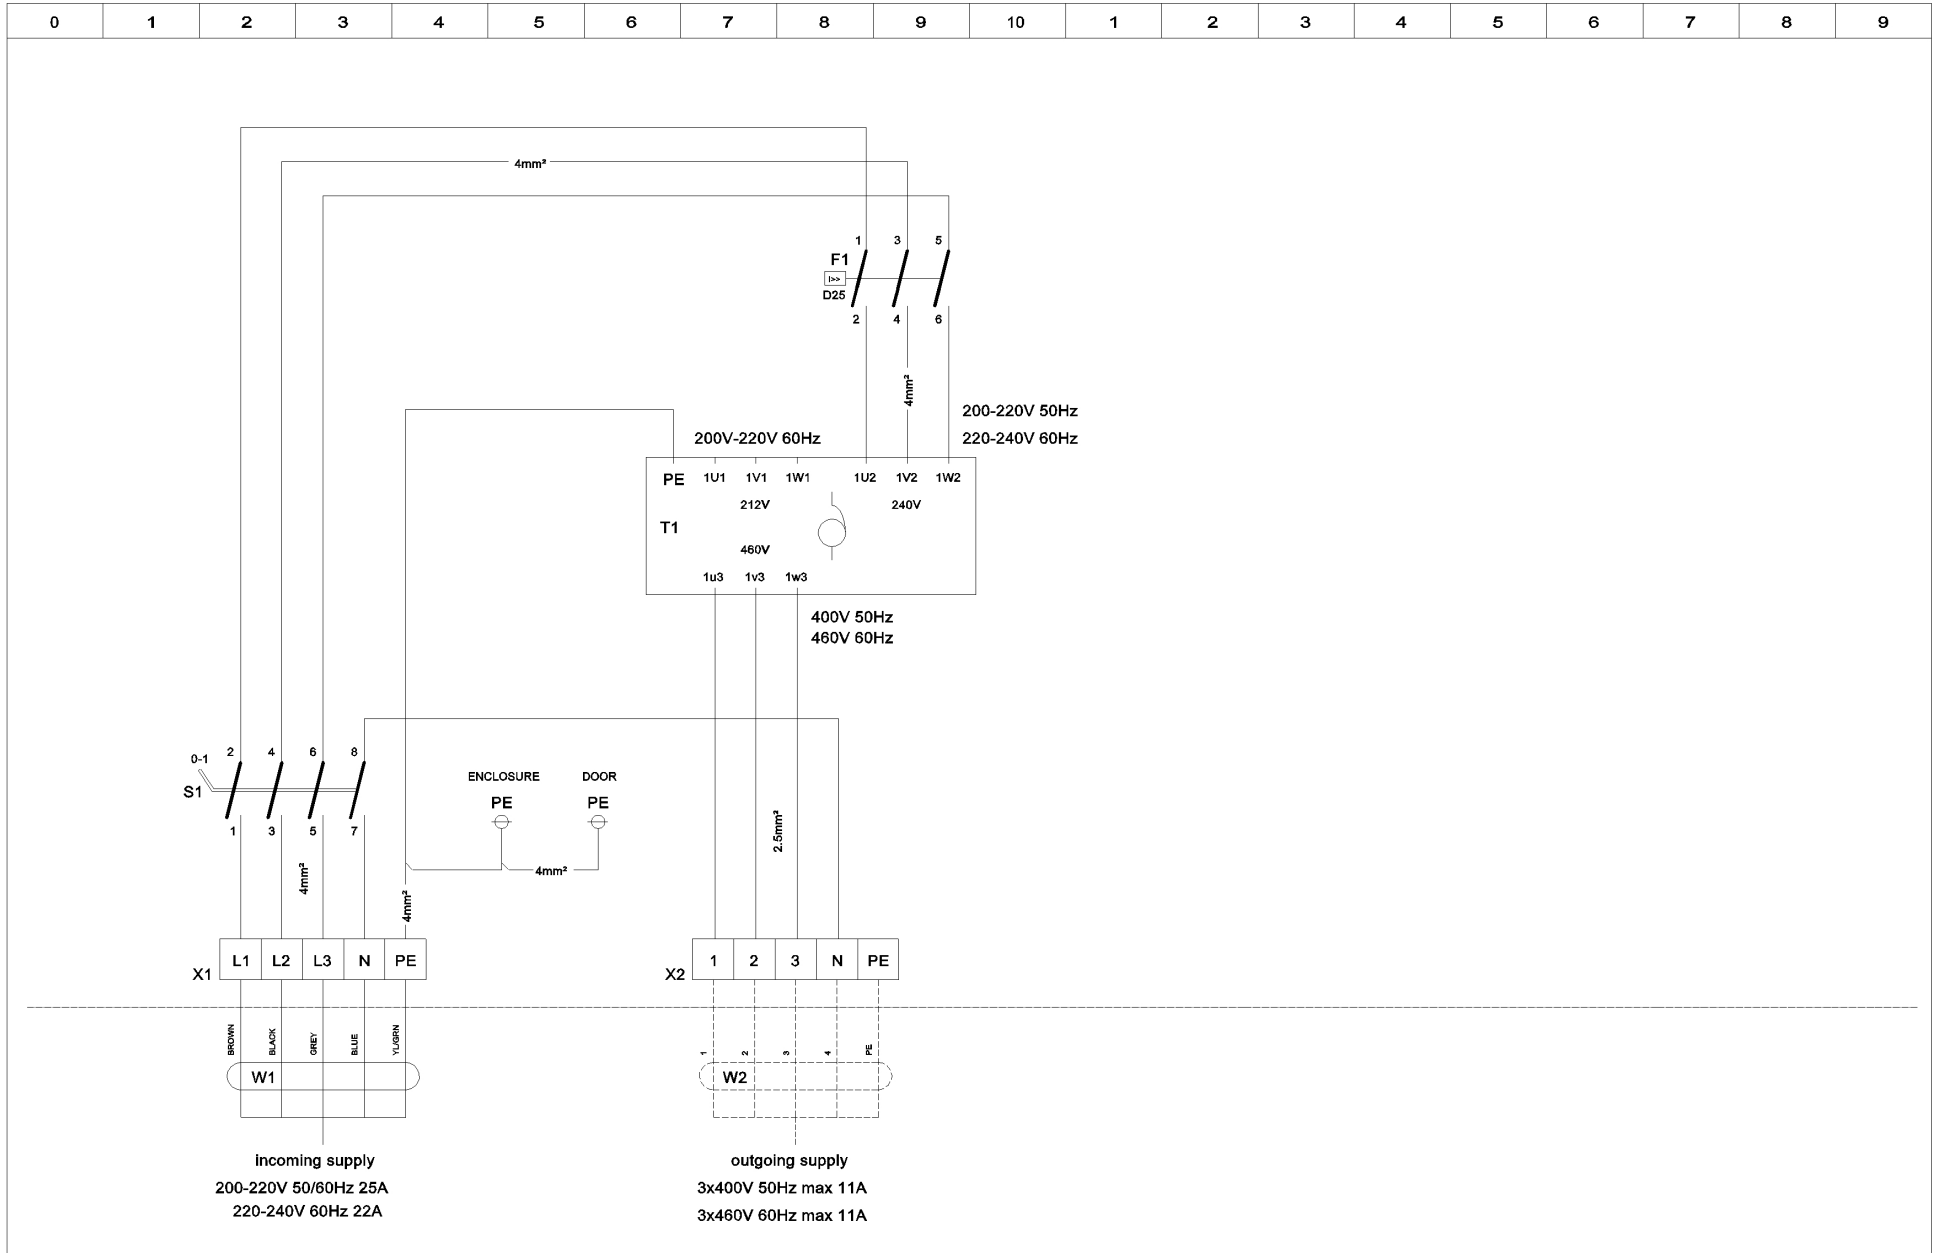 0 1 2 3 4 5 6 7 8 9 10 1 2 3 4 5 6 7 8 9
4mm²
1 3 5
F1
I>>
D25
2 4 6
4mm²
200-220V 50Hz
200V-220V 60Hz
220-240V 60Hz
PE 1U1 1V1 1W1 1U2 1V2 1W2
212V 240V
T1
460V
1u3 1v3 1w3
400V 50Hz
460V 60Hz
2 4 6 8
0-1
S1
1 3 5 7
ENCLOSURE DOOR
PE PE
4mm²
4mm²
4mm²
2.5mm²
X1 L1 L2 L3 N PE
X2 1 2 3 N PE
BROWN BLACK GREY BLUE YL/GRN
1 2 3 4 PE
W1
W2
incoming supply
200-220V 50/60Hz 25A
220-240V 60Hz 22A
outgoing supply
3x400V 50Hz max 11A
3x460V 60Hz max 11A